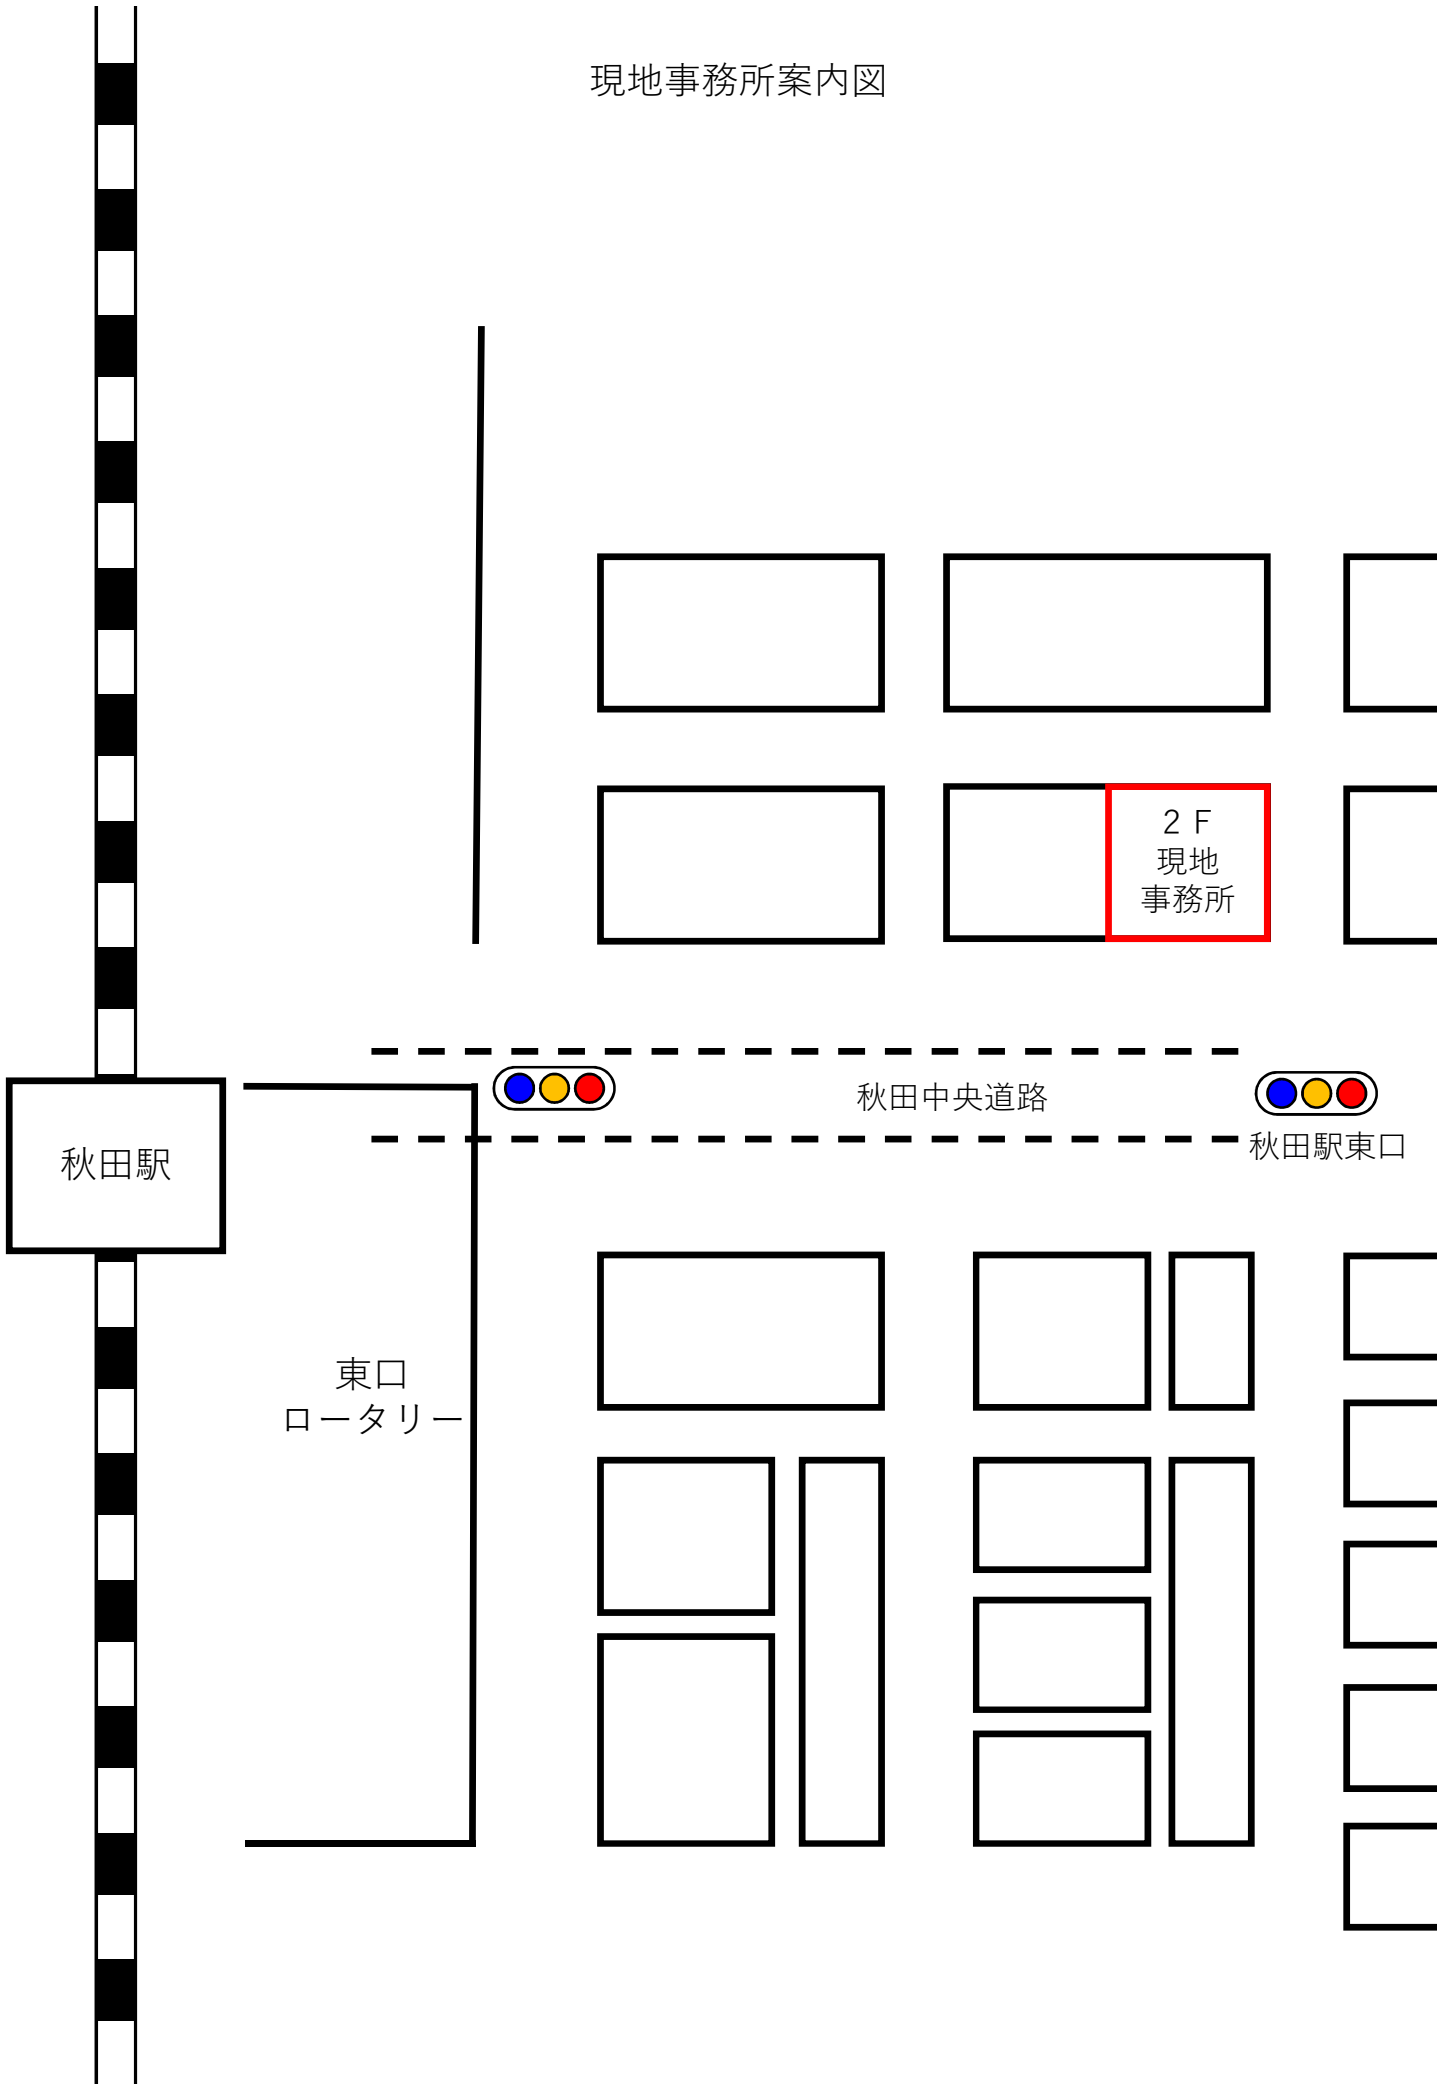 現地事務所案内図
２Ｆ
現地
事務所
秋田中央道路
秋田駅東口
秋田駅
東口
ロータリー